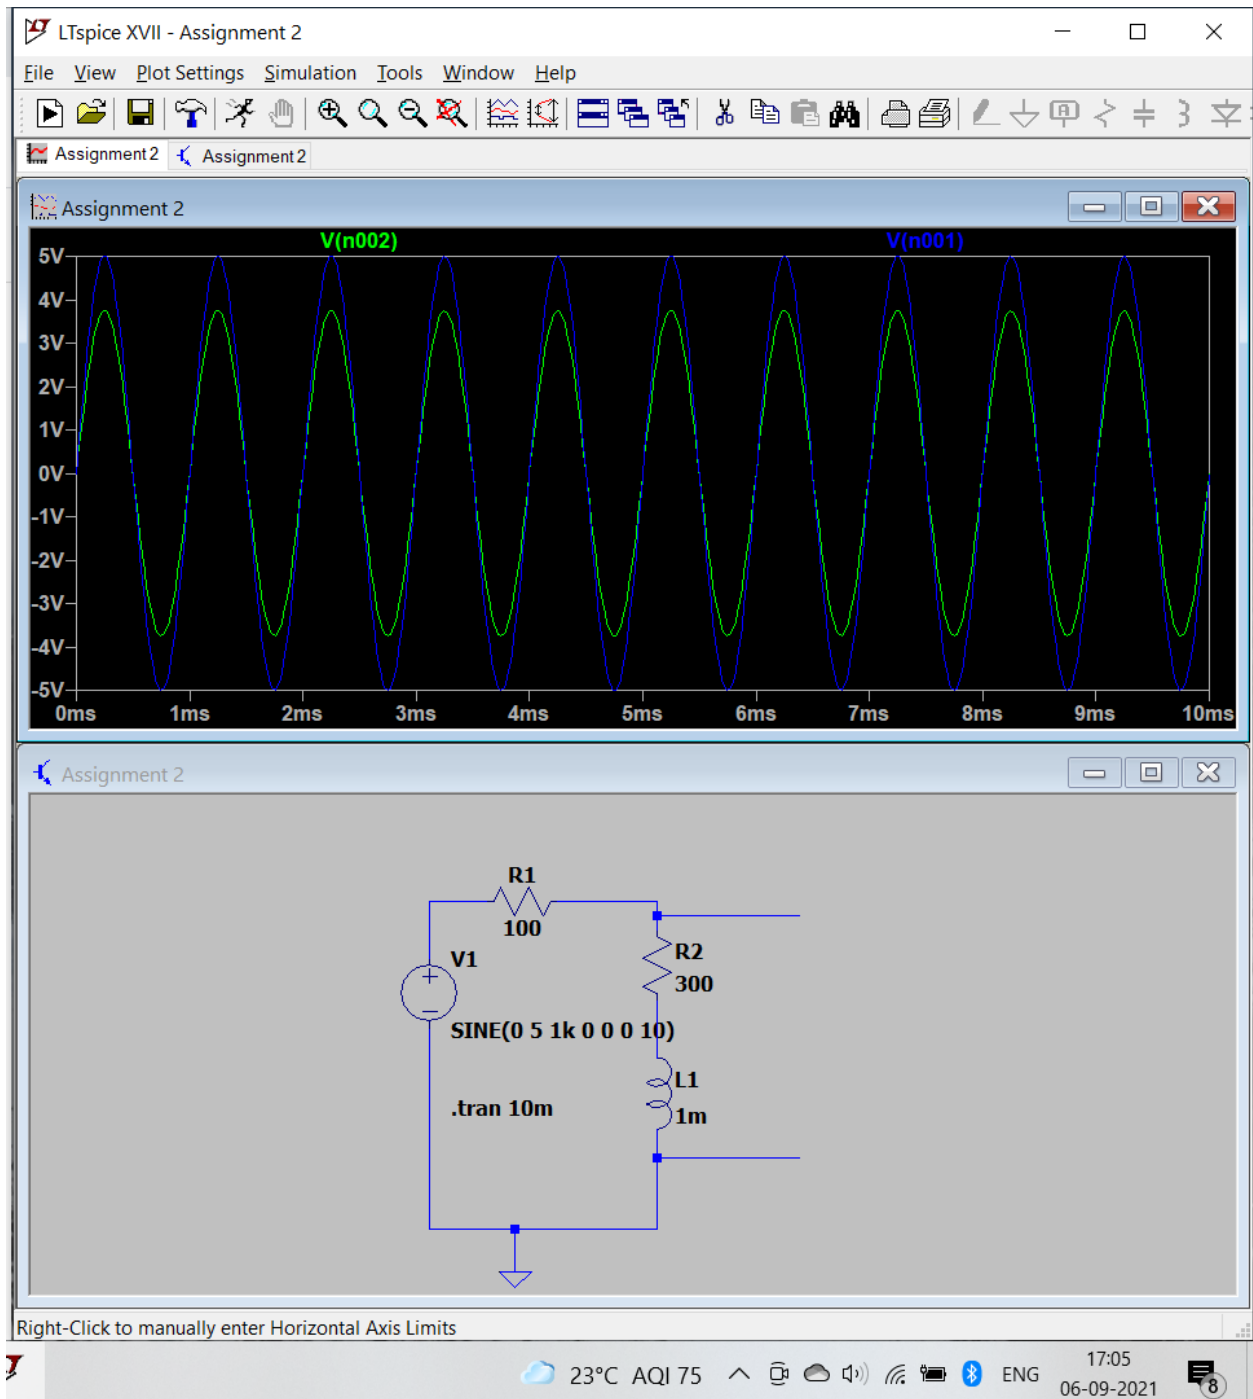 LTspice XVII - Assignment 2
File View Plot Settings Simulation Tools Window Help
Assignment 2 Assignment 2
Assignment 2
V(n002) V(n001)
5V
4V
3V
2V
1V
0V
-1V
-2V
-3V
-4V
-5V
0ms 1ms 2ms 3ms 4ms 5ms 6ms 7ms 8ms 9ms 10ms
Assignment 2
R1
100
V1
R2
300
SINE(0 5 1k 0 0 0 10)
L1
1m
.tran 10m
Right-Click to manually enter Horizontal Axis Limits
23°C AQI 75 ENG 17:05
06-09-2021
8